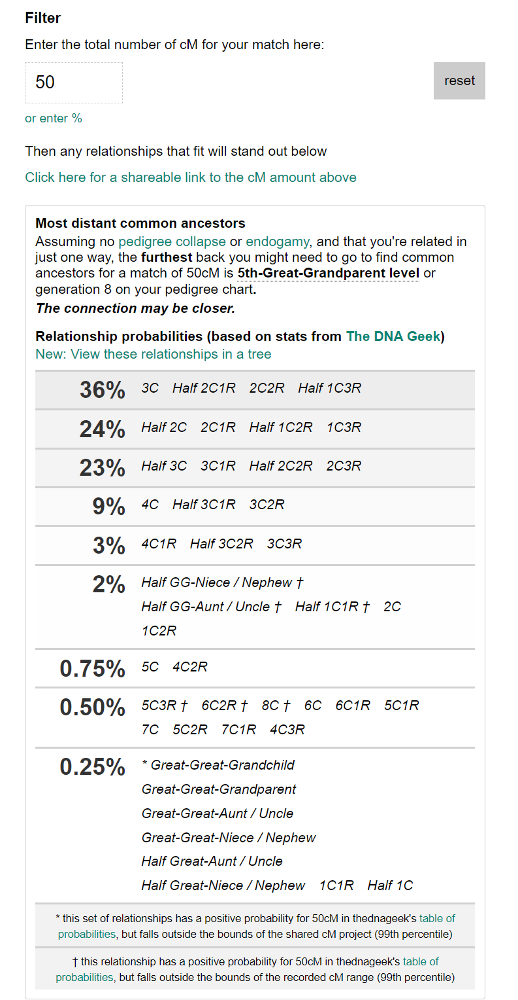 Filter
Enter the total number of cM for your match here:
50
reset
or enter %
Then any relationships that fit will stand out below
Click here for a shareable link to the cM amount above
Most distant common ancestors
Assuming no pedigree collapse or endogamy, and that you're related in
just one way, the furthest back you might need to go to find common
ancestors for a match of 50cM is 5th-Great-Grandparent level or
generation 8 on your pedigree chart.
The connection may be closer.
Relationship probabilities (based on stats from The DNA Geek)
New: View these relationships in a tree
36% 3C Half 2C1R 2C2R Half 1C3R
24% Half 2C 2C1R Half 1C2R 1C3R
23% Half 3C 3C1R Half 2C2R 2C3R
9% 4C Half 3C1R 3C2R
3% 4C1R Half 3C2R 3C3R
2% Half GG-Niece / Nephew †
Half GG-Aunt / Uncle † Half 1C1R † 2C
1C2R
0.75% 5C 4C2R
0.50% 5C3R † 6C2R † 8C † 6C 6C1R 5C1R
7C 5C2R 7C1R 4C3R
0.25% * Great-Great-Grandchild
Great-Great-Grandparent
Great-Great-Aunt / Uncle
Great-Great-Niece / Nephew
Half Great-Aunt / Uncle
Half Great-Niece / Nephew 1C1R Half 1C
* this set of relationships has a positive probability for 50cM in thednageek's table of
probabilities, but falls outside the bounds of the shared cM project (99th percentile)
† this relationship has a positive probability for 50cM in thednageek's table of
probabilities, but falls outside the bounds of the recorded cM range (99th percentile)